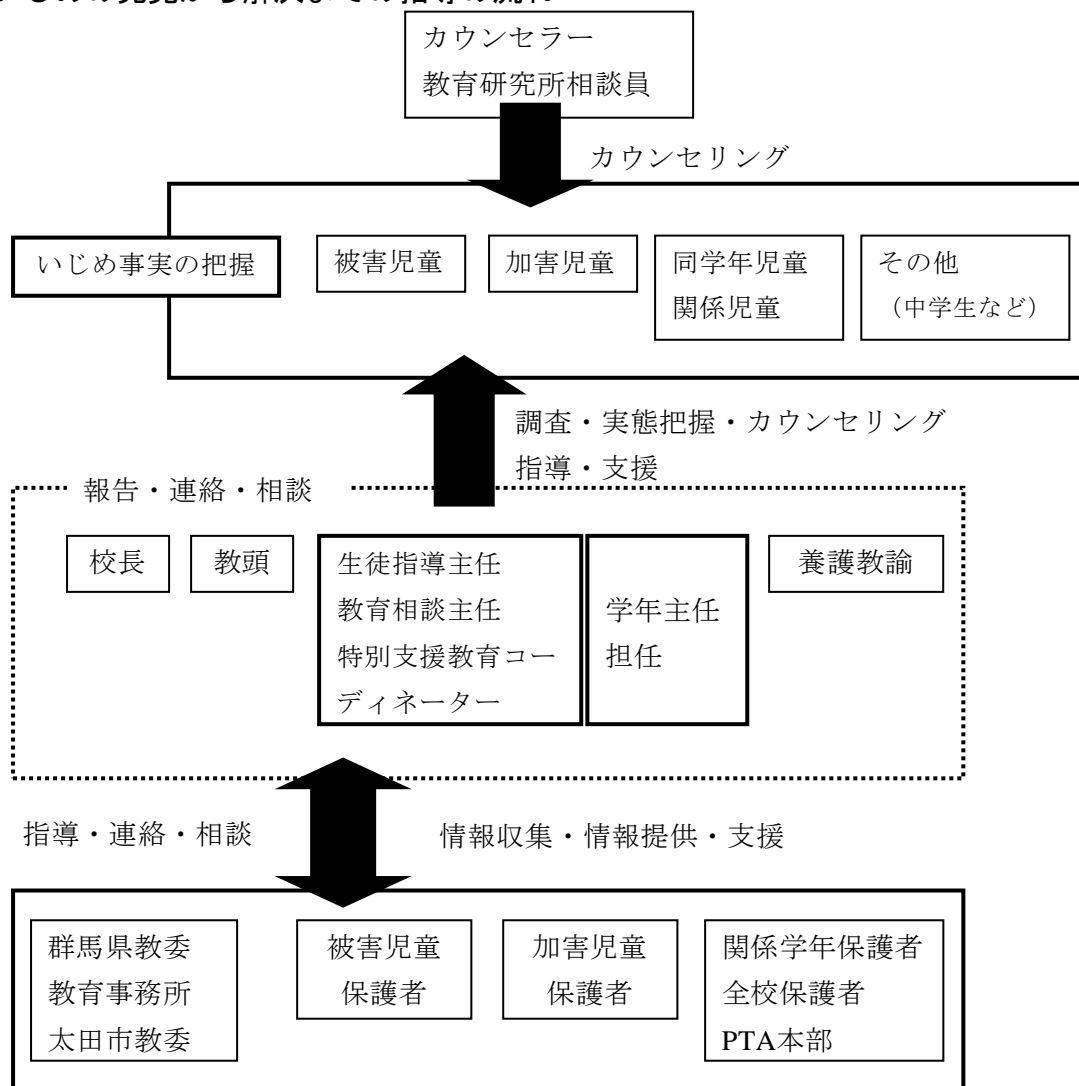 カウンセラー
教育研究所相談員
カウンセリング
いじめ事実の把握
被害児童
加害児童
同学年児童
関係児童
その他
（中学生など）
調査・実態把握・カウンセリング
指導・支援
報告・連絡・相談
校長
教頭
生徒指導主任
教育相談主任
特別支援教育コー
ディネーター
学年主任
担任
養護教諭
指導・連絡・相談
情報収集・情報提供・支援
群馬県教委
教育事務所
太田市教委
被害児童
保護者
加害児童
保護者
関係学年保護者
全校保護者
PTA本部